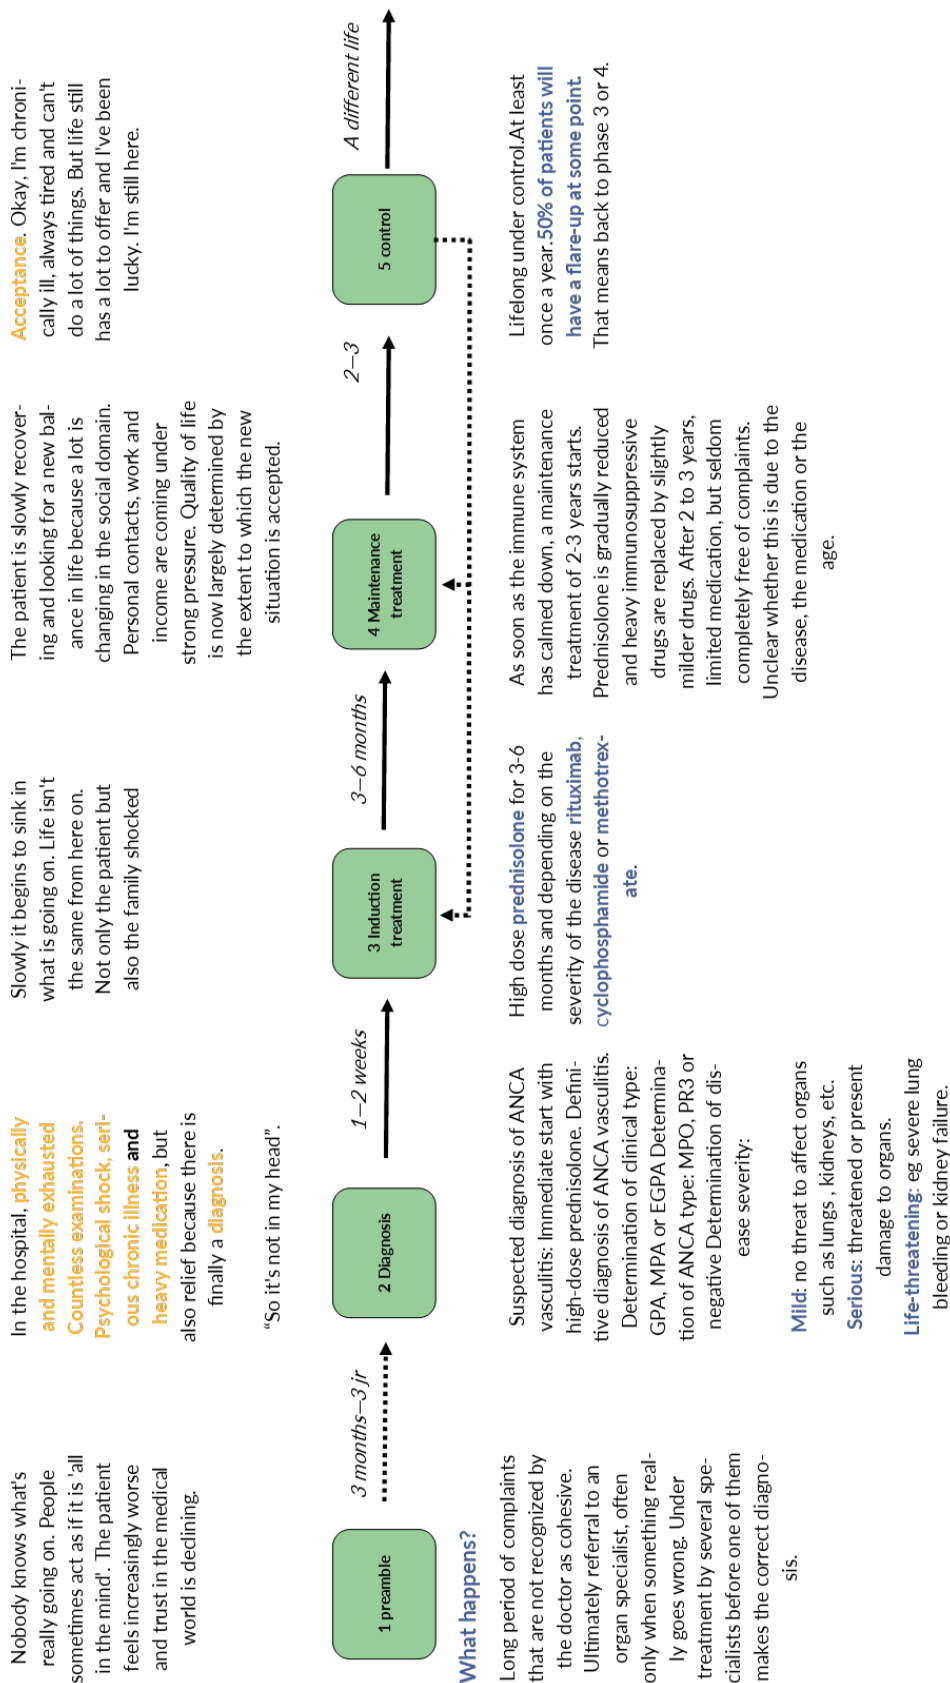 Nobody knows what's
really going on. People
sometimes act as if it is 'all
in the mind'. The patient
feels increasingly worse
and trust in the medical
world is declining.
In the hospital, physically
and mentally exhausted
Countless examinations.
Psychological shock, seri-
ous chronic illness and
heavy medication, but
also relief because there is
finally a diagnosis.
“So it's not in my head”.
Slowly it begins to sink in
what is going on. Life isn't
the same from here on.
Not only the patient but
also the family shocked
The patient is slowly recover-
ing and looking for a new bal-
ance in life because a lot is
changing in the social domain.
Personal contacts, work and
income are coming under
strong pressure. Quality of life
is now largely determined by
the extent to which the new
situation is accepted.
Acceptance. Okay, I'm chroni-
cally ill, always tired and can't
do a lot of things. But life still
has a lot to offer and I've been
lucky. I'm still here.
1 preamble
3 months–3 jr
2 Diagnosis
1–2 weeks
3 Induction
treatment
3–6 months
4 Maintenance
treatment
2–3
5 control
A different life
What happens?
Long period of complaints
that are not recognized by
the doctor as cohesive.
Ultimately referral to an
organ specialist, often
only when something real-
ly goes wrong. Under
treatment by several spe-
cialists before one of them
makes the correct diagno-
sis.
Suspected diagnosis of ANCA
vasculitis: Immediate start with
high-dose prednisolone. Defini-
tive diagnosis of ANCA vasculitis.
Determination of clinical type:
GPA, MPA or EGPA Determina-
tion of ANCA type: MPO, PR3 or
negative Determination of dis-
ease severity:
Mild: no threat to affect organs
such as lungs , kidneys, etc.
Serious: threatened or present
damage to organs.
Life-threatening: eg severe lung
bleeding or kidney failure.
High dose prednisolone for 3-6
months and depending on the
severity of the disease rituximab,
cyclophosphamide or methotrex-
ate.
As soon as the immune system
has calmed down, a maintenance
treatment of 2-3 years starts.
Prednisolone is gradually reduced
and heavy immunosuppressive
drugs are replaced by slightly
milder drugs. After 2 to 3 years,
limited medication, but seldom
completely free of complaints.
Unclear whether this is due to the
disease, the medication or the
age.
Lifelong under control.At least
once a year.50% of patients will
have a flare-up at some point.
That means back to phase 3 or 4.